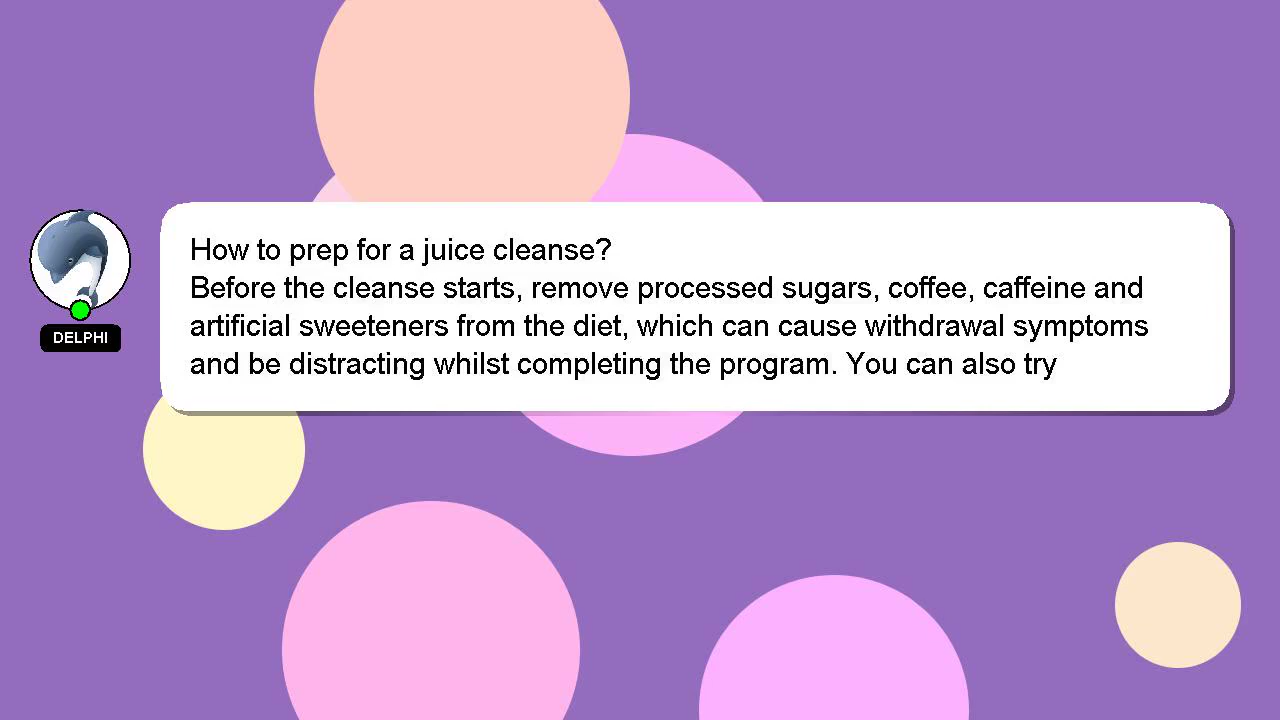 How to prep for a juice cleanse?
Before the cleanse starts, remove processed sugars, coffee, caffeine and
artificial sweeteners from the diet, which can cause withdrawal symptoms
and be distracting whilst completing the program. You can also try
DELPHI